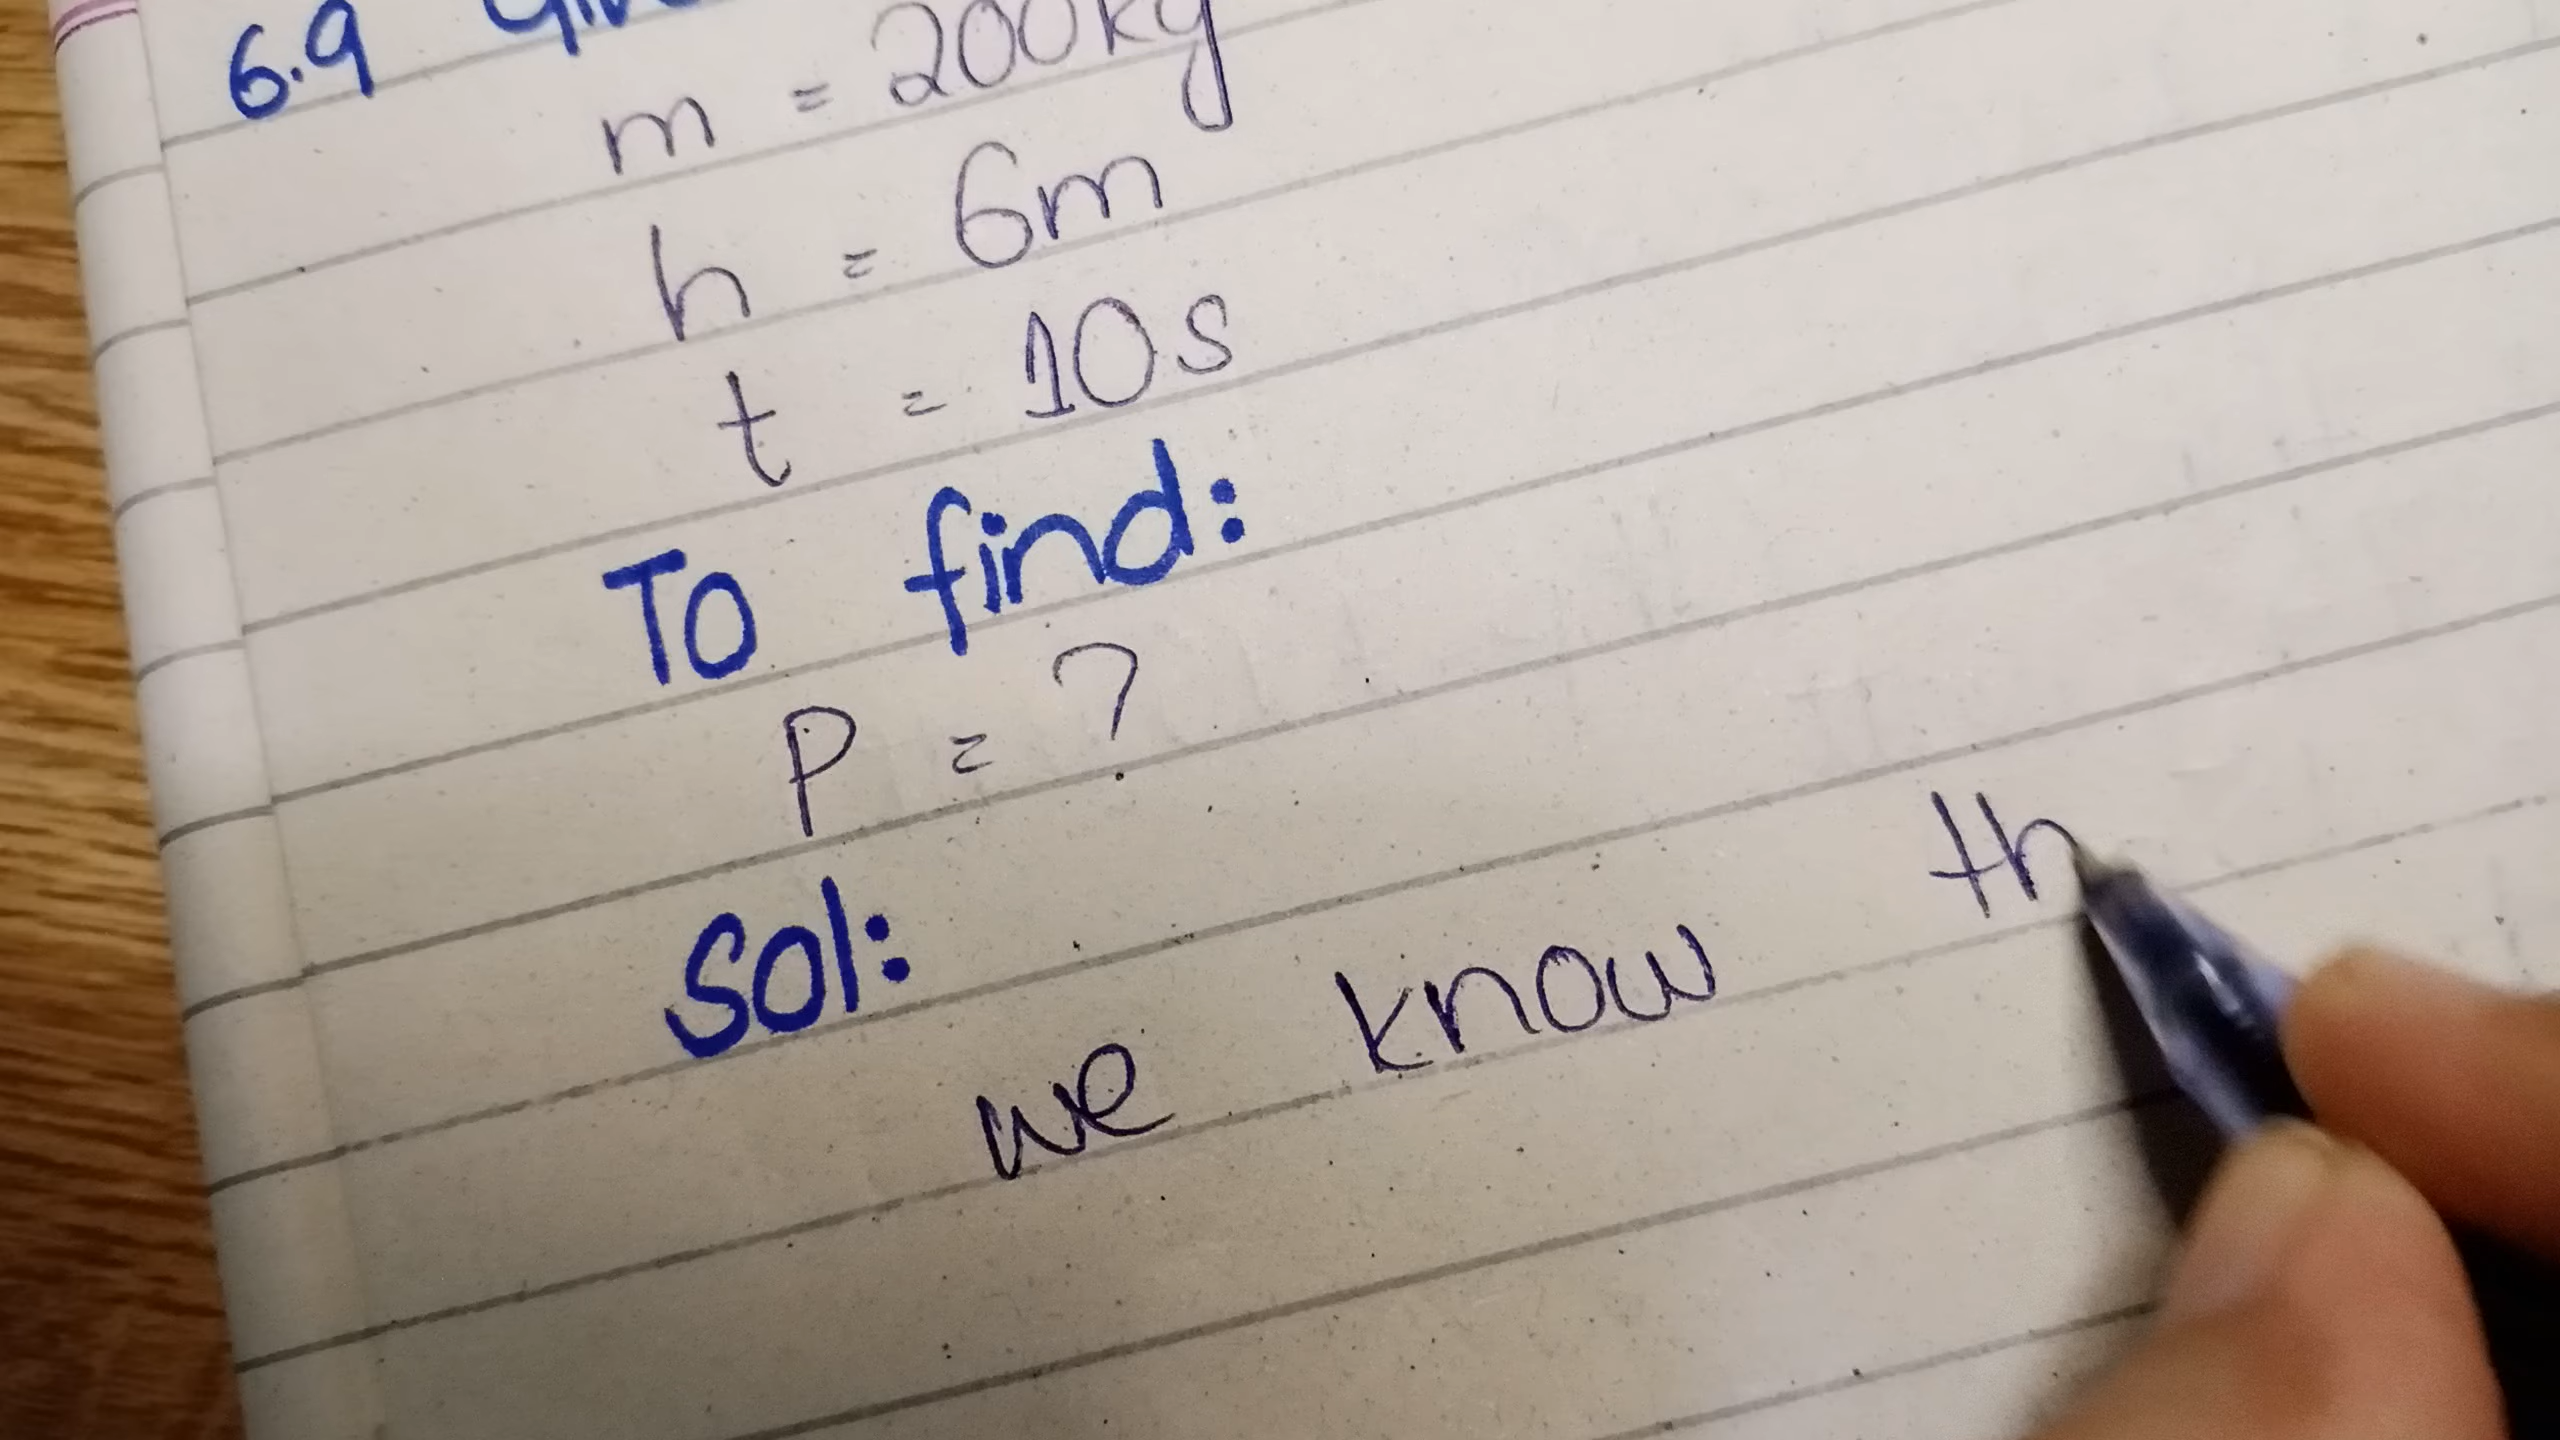 6.9
m = 200kg
h = 6m
t = 10s
To find:
P = ?
Sol:
we know th